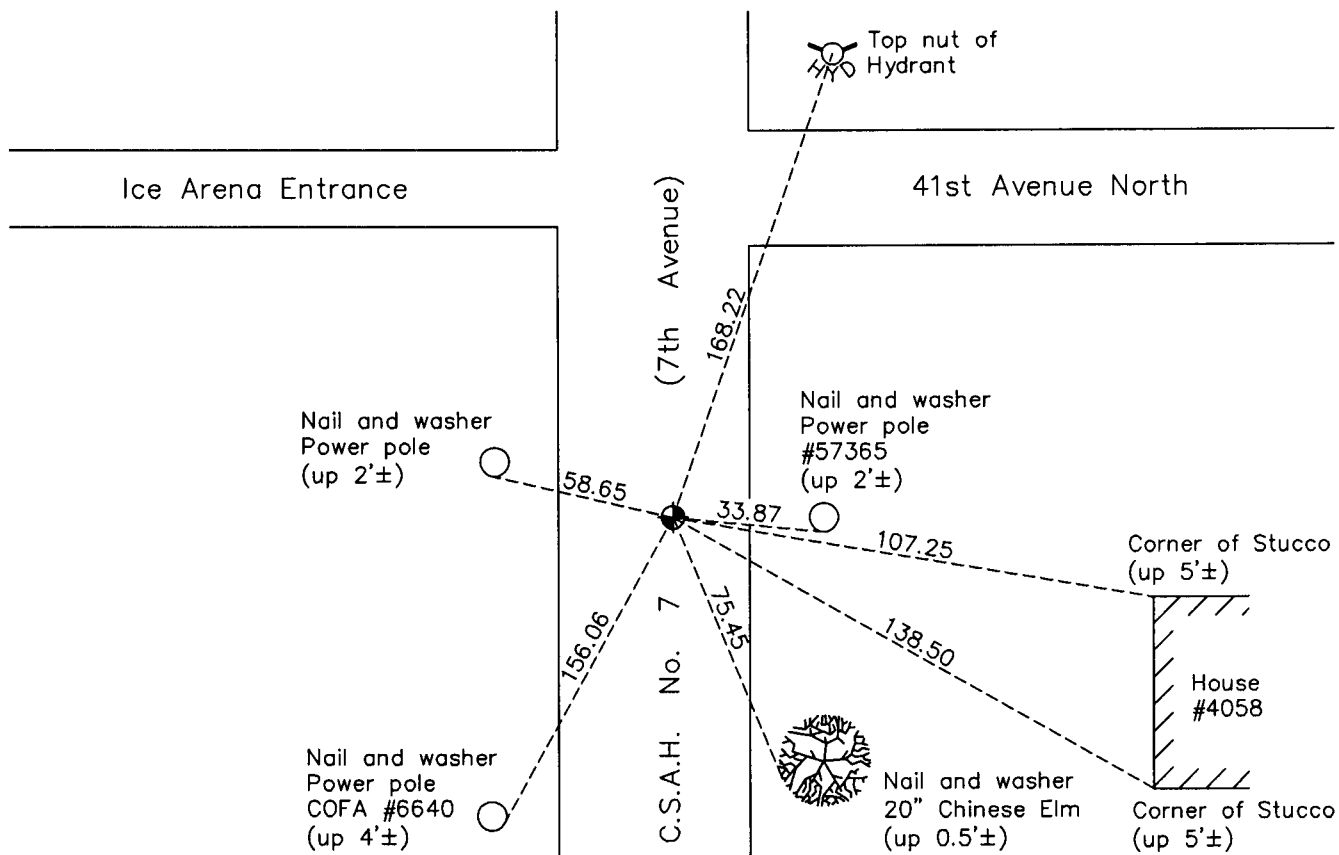 Top nut of
Hydrant
HYD
Ice Arena Entrance
(7th Avenue)
41st Avenue North
168.22
Nail and washer
Power pole
(up 2'±)
Nail and washer
Power pole
#57365
(up 2'±)
58.65
33.87
107.25
Corner of Stucco
(up 5'±)
156.06
C.S.A.H. No. 7
75.45
138.50
House
#4058
Nail and washer
Power pole
COFA #6640
(up 4'±)
Nail and washer
20" Chinese Elm
(up 0.5'±)
Corner of Stucco
(up 5'±)